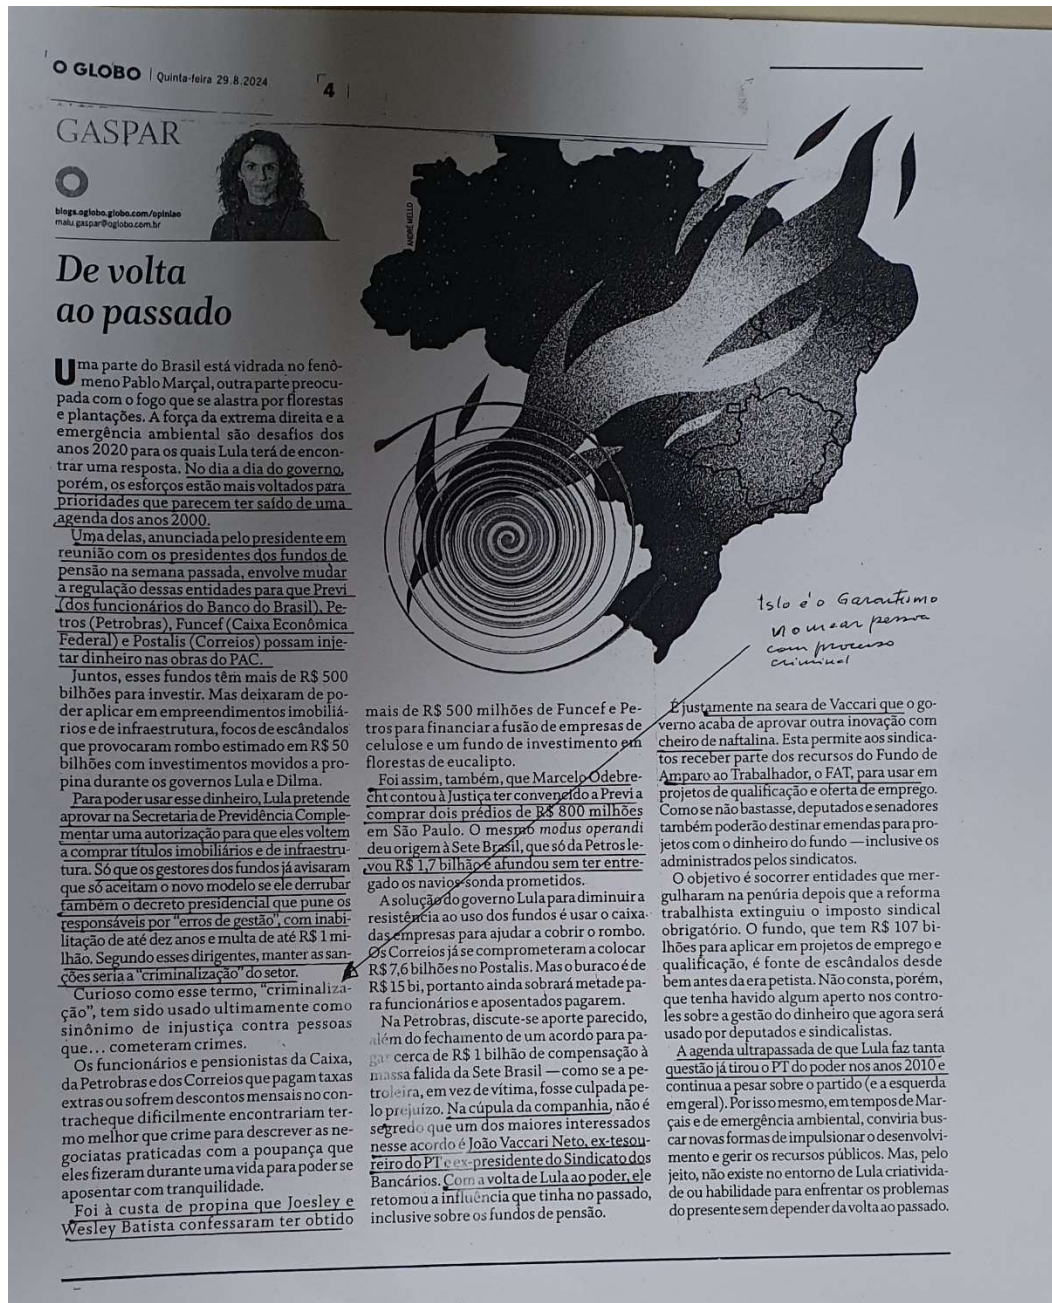 O GLOBO | Quinta-feira 29.8.2024
4
GASPAR
blogs.oglobo.globo.com/opiniao
malu.gaspar@oglobo.com.br
ANDRÉ MELLO
De volta
ao passado
Uma parte do Brasil está vidrada no fenô-
meno Pablo Marçal, outra parte preocu-
pada com o fogo que se alastra por florestas
e plantações. A força da extrema direita e a
emergência ambiental são desafios dos
anos 2020 para os quais Lula terá de encon-
trar uma resposta. No dia a dia do governo,
porém, os esforços estão mais voltados para
prioridades que parecem ter saído de uma
agenda dos anos 2000.
Uma delas, anunciada pelo presidente em
reunião com os presidentes dos fundos de
pensão na semana passada, envolve mudar
a regulação dessas entidades para que Previ
(dos funcionários do Banco do Brasil), Pe-
tros (Petrobras), Funcef (Caixa Econômica
Federal) e Postalis (Correios) possam inje-
tar dinheiro nas obras do PAC.
Juntos, esses fundos têm mais de R$ 500
bilhões para investir. Mas deixaram de po-
der aplicar em empreendimentos imobiliá-
rios e de infraestrutura, focos de escândalos
que provocaram rombo estimado em R$ 50
bilhões com investimentos movidos a pro-
pina durante os governos Lula e Dilma.
Para poder usar esse dinheiro, Lula pretende
aprovar na Secretaria de Previdência Comple-
mentar uma autorização para que eles voltem
a comprar títulos imobiliários e de infraestru-
tura. Só que os gestores dos fundos já avisaram
que só aceitam o novo modelo se ele derrubar
também o decreto presidencial que pune os
responsáveis por "erros de gestão", com inabi-
litação de até dez anos e multa de até R$ 1 mi-
lhão. Segundo esses dirigentes, manter as san-
ções seria a "criminalização" do setor.
Curioso como esse termo, "criminaliza-
ção", tem sido usado ultimamente como
sinônimo de injustiça contra pessoas
que... cometeram crimes.
Os funcionários e pensionistas da Caixa,
da Petrobras e dos Correios que pagam taxas
extras ou sofrem descontos mensais no con-
tracheque dificilmente encontrariam ter-
mo melhor que crime para descrever as ne-
gociatas praticadas com a poupança que
eles fizeram durante uma vida para poder se
aposentar com tranquilidade.
Foi à custa de propina que Joesley e
Wesley Batista confessaram ter obtido
mais de R$ 500 milhões de Funcef e Pe-
tros para financiar a fusão de empresas de
celulose e um fundo de investimento em
florestas de eucalipto.
Foi assim, também, que Marcelo Odebre-
cht contou à Justiça ter convencido a Previ a
comprar dois prédios de R$ 800 milhões
em São Paulo. O mesmo modus operandi
deu origem à Sete Brasil, que só da Petros le-
vou R$ 1,7 bilhão e afundou sem ter entre-
gado os navios-sonda prometidos.
A solução do governo Lula para diminuir a
resistência ao uso dos fundos é usar o caixa
das empresas para ajudar a cobrir o rombo.
Os Correios já se comprometeram a colocar
R$ 7,6 bilhões no Postalis. Mas o buraco é de
R$ 15 bi, portanto ainda sobrará metade pa-
ra funcionários e aposentados pagarem.
Na Petrobras, discute-se aporte parecido,
além do fechamento de um acordo para pa-
gar cerca de R$ 1 bilhão de compensação à
massa falida da Sete Brasil — como se a pe-
troleira, em vez de vítima, fosse culpada pe-
lo prejuízo. Na cúpula da companhia, não é
segredo que um dos maiores interessados
nesse acordo é João Vaccari Neto, ex-tesou-
reiro do PT e ex-presidente do Sindicato dos
Bancários. Com a volta de Lula ao poder, ele
retomou a influência que tinha no passado,
inclusive sobre os fundos de pensão.
Isto é o Garantismo
nomear pessoa
com processo
criminal
É justamente na seara de Vaccari que o go-
verno acaba de aprovar outra inovação com
cheiro de naftalina. Esta permite aos sindica-
tos receber parte dos recursos do Fundo de
Amparo ao Trabalhador, o FAT, para usar em
projetos de qualificação e oferta de emprego.
Como se não bastasse, deputados e senadores
também poderão destinar emendas para pro-
jetos com o dinheiro do fundo — inclusive os
administrados pelos sindicatos.
O objetivo é socorrer entidades que mer-
gulharam na penúria depois que a reforma
trabalhista extinguiu o imposto sindical
obrigatório. O fundo, que tem R$ 107 bi-
lhões para aplicar em projetos de emprego e
qualificação, é fonte de escândalos desde
bem antes da era petista. Não consta, porém,
que tenha havido algum aperto nos contro-
les sobre a gestão do dinheiro que agora será
usado por deputados e sindicalistas.
A agenda ultrapassada de que Lula faz tanta
questão já tirou o PT do poder nos anos 2010 e
continua a pesar sobre o partido (e a esquerda
em geral). Por isso mesmo, em tempos de Mar-
çais e de emergência ambiental, conviria bus-
car novas formas de impulsionar o desenvolvi-
mento e gerir os recursos públicos. Mas, pelo
jeito, não existe no entorno de Lula criativida-
de ou habilidade para enfrentar os problemas
do presente sem depender da volta ao passado.